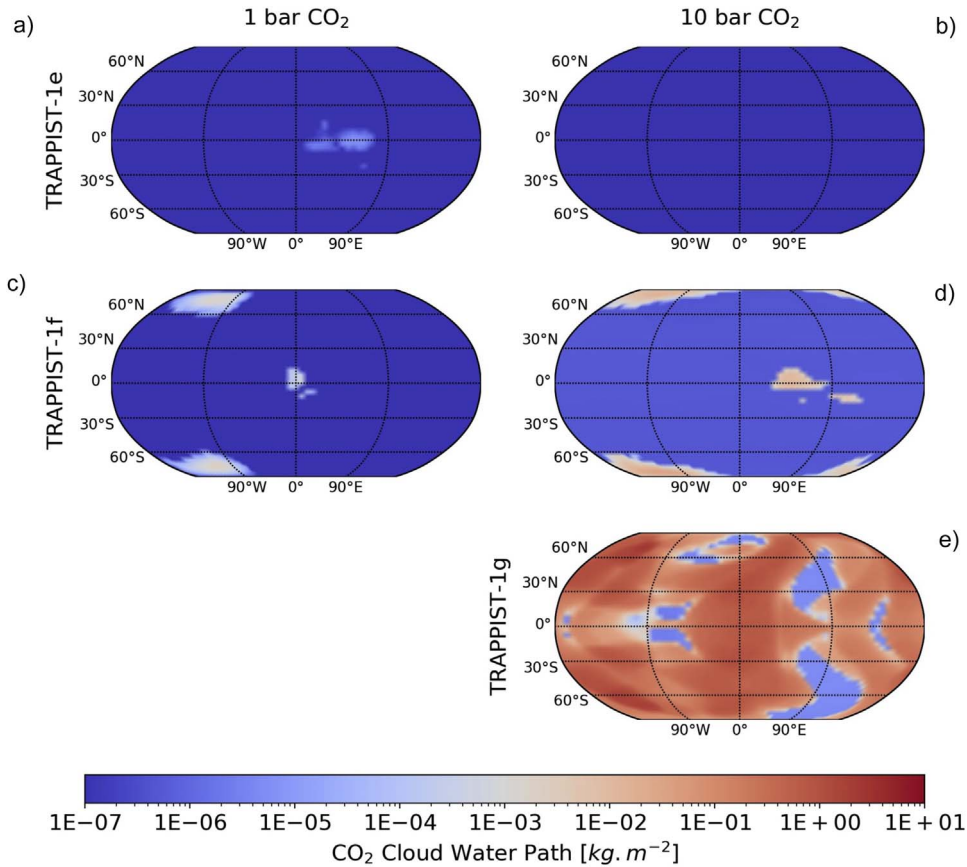 1 bar CO₂ 10 bar CO₂
a) b)
TRAPPIST-1e
60°N
30°N
0°
30°S
60°S
90°W 0° 90°E
60°N
30°N
0°
30°S
60°S
90°W 0° 90°E
c) d)
TRAPPIST-1f
60°N
30°N
0°
30°S
60°S
90°W 0° 90°E
60°N
30°N
0°
30°S
60°S
90°W 0° 90°E
e)
TRAPPIST-1g
60°N
30°N
0°
30°S
60°S
90°W 0° 90°E
1E-07 1E-06 1E-05 1E-04 1E-03 1E-02 1E-01 1E+00 1E+01
CO₂ Cloud Water Path [kg.m⁻²]